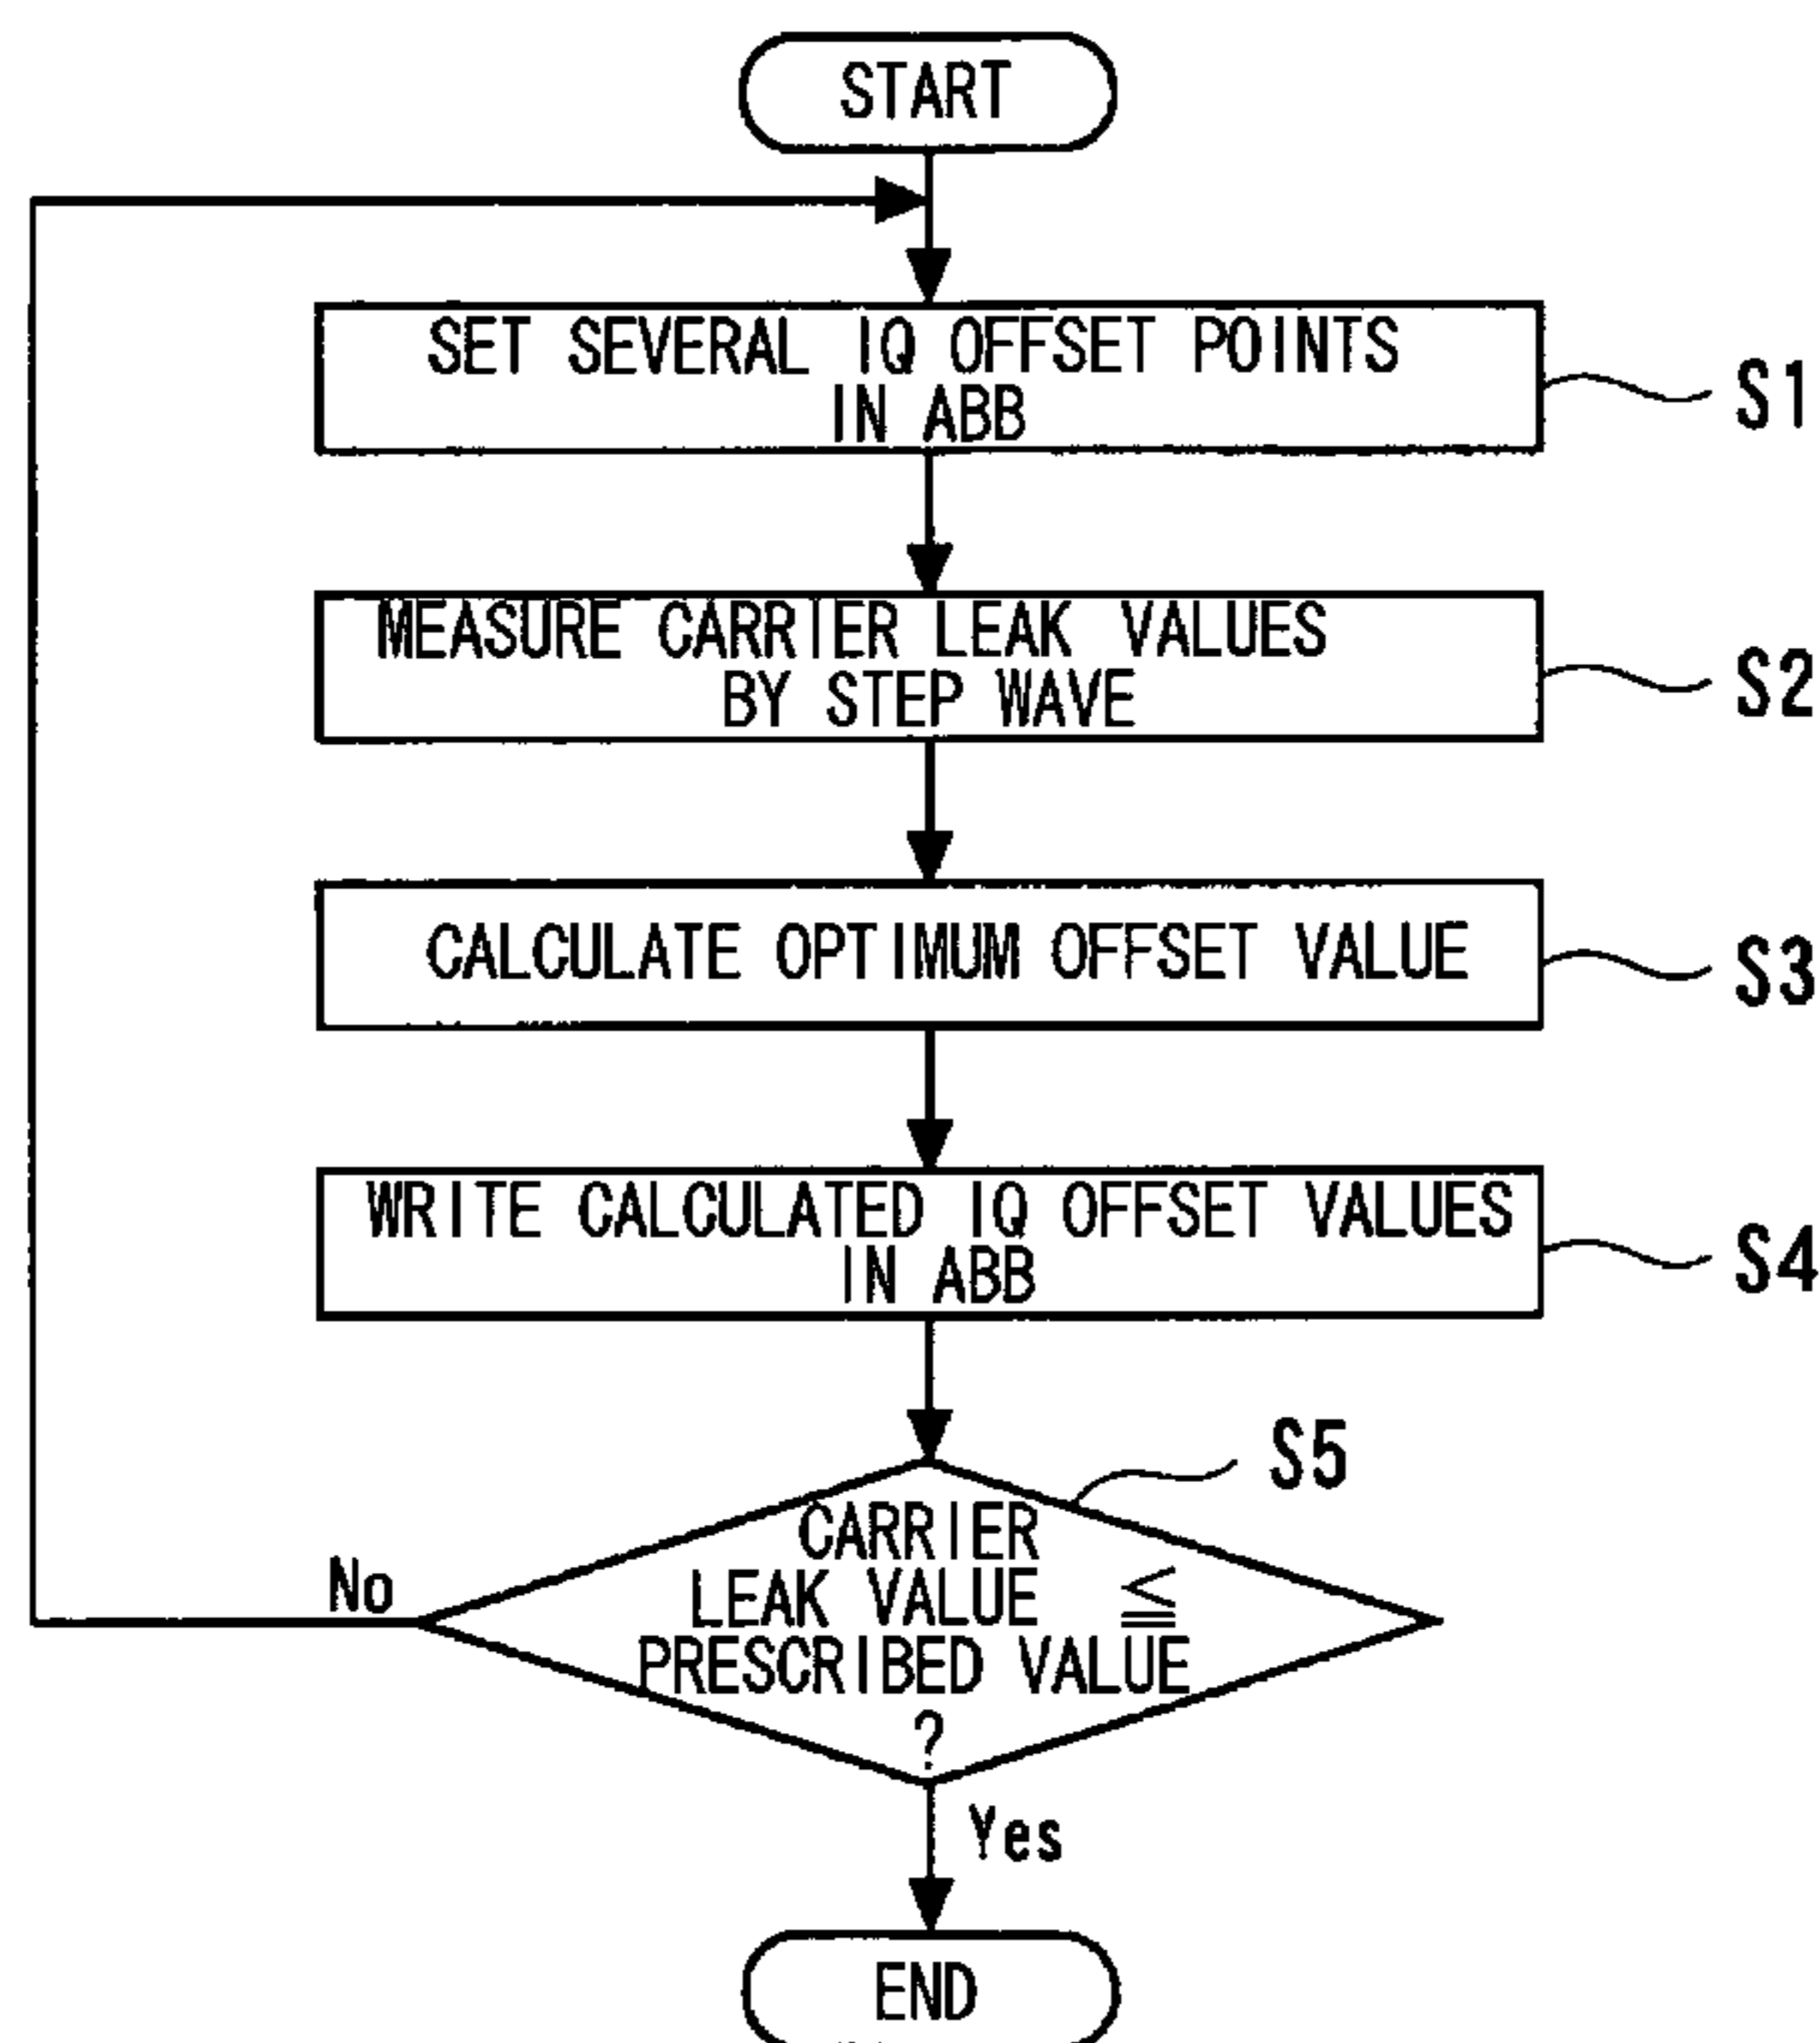 START
SET SEVERAL IQ OFFSET POINTS
IN ABB
S1
MEASURE CARRIER LEAK VALUES
BY STEP WAVE
S2
CALCULATE OPTIMUM OFFSET VALUE
S3
WRITE CALCULATED IQ OFFSET VALUES
IN ABB
S4
S5
CARRIER
LEAK VALUE ≦
PRESCRIBED VALUE
?
No
Yes
END